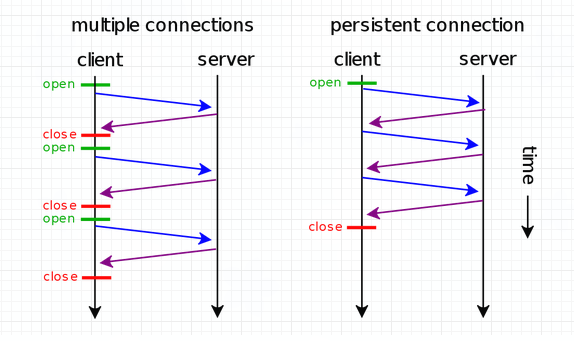 multiple connections
client server
open
close
open
close
open
close
persistent connection
client server
open
close
time